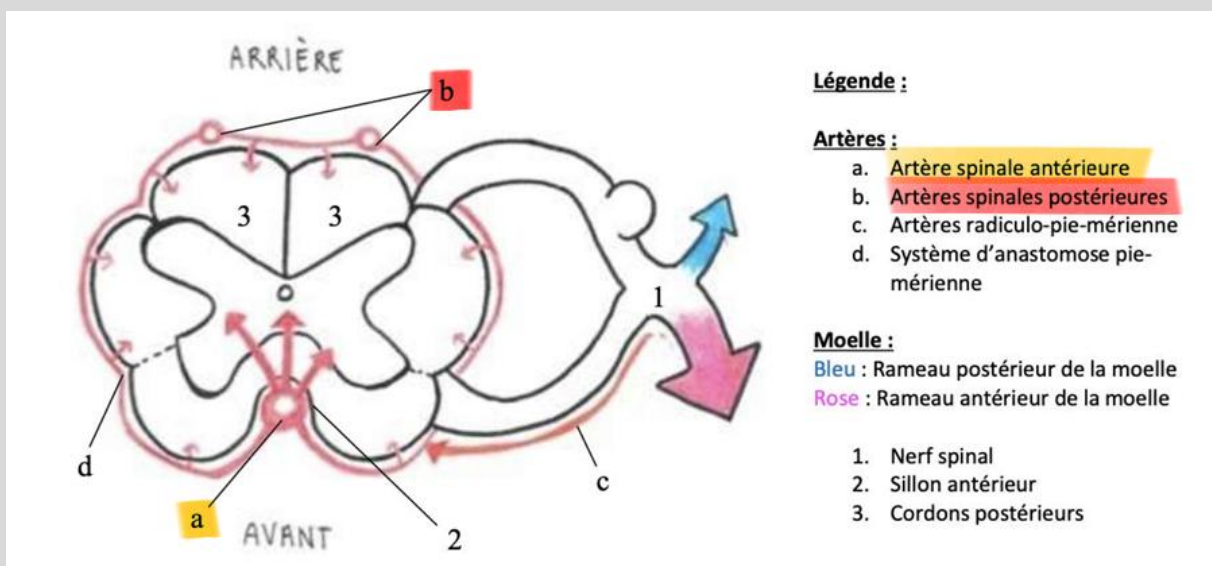 ARRIÈRE
b
3
3
1
d
c
a
AVANT
2
Légende :
Artères :
a. Artère spinale antérieure
b. Artères spinales postérieures
c. Artères radiculo-pie-mérienne
d. Système d’anastomose pie-
mérienne
Moelle :
Bleu : Rameau postérieur de la moelle
Rose : Rameau antérieur de la moelle
1. Nerf spinal
2. Sillon antérieur
3. Cordons postérieurs